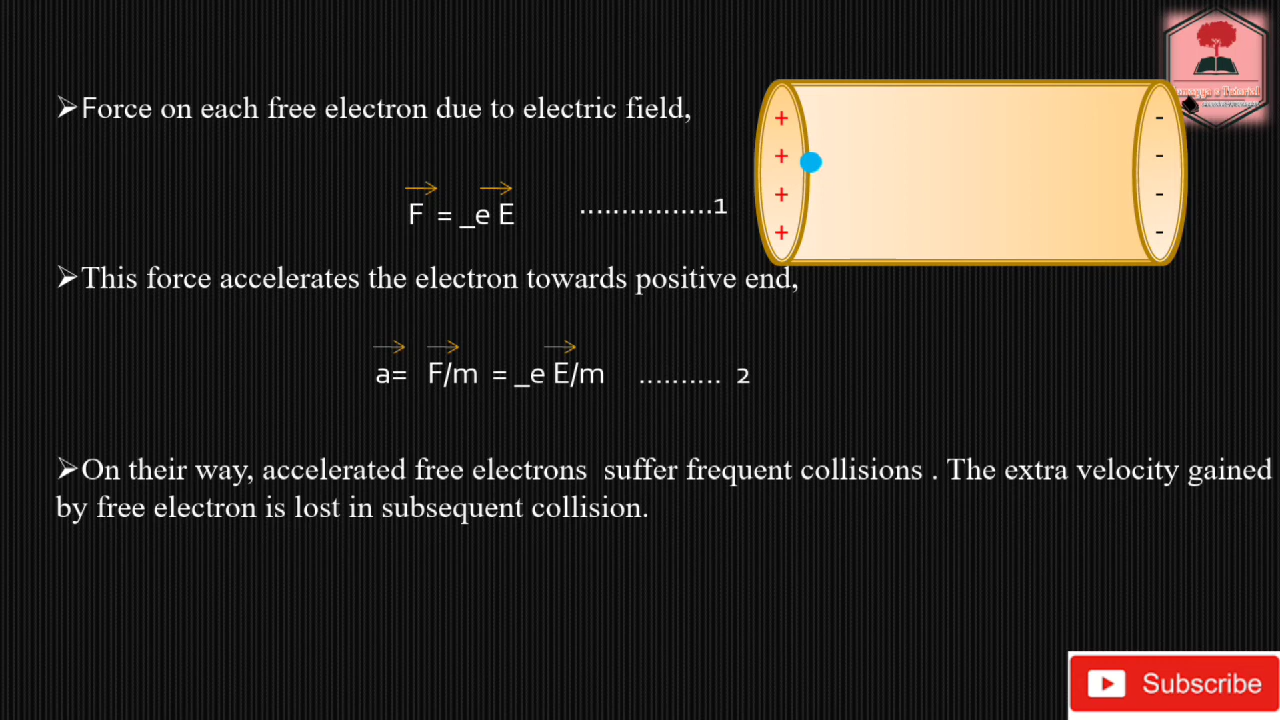 ➢Force on each free electron due to electric field,
F = _e E ................1
➢This force accelerates the electron towards positive end,
a= F/m = _e E/m .......... 2
➢On their way, accelerated free electrons suffer frequent collisions . The extra velocity gained
by free electron is lost in subsequent collision.
+ -
+ -
+ -
+ -
Subscribe